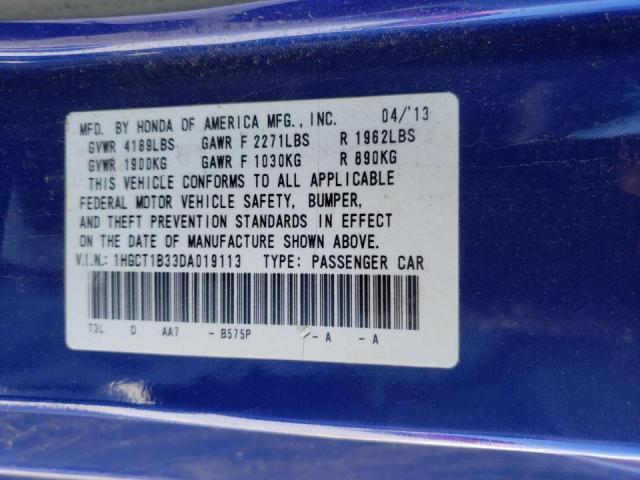 MFD. BY HONDA OF AMERICA MFG., INC. 04/'13
GVWR 4189LBS GAWR F 2271LBS R 1962LBS
GVWR 1900KG GAWR F 1030KG R 890KG
THIS VEHICLE CONFORMS TO ALL APPLICABLE
FEDERAL MOTOR VEHICLE SAFETY, BUMPER,
AND THEFT PREVENTION STANDARDS IN EFFECT
ON THE DATE OF MANUFACTURE SHOWN ABOVE.
V.I.N.: 1HGCT1B33DA019113 TYPE: PASSENGER CAR
T3L D AA7 - B575P - A - A